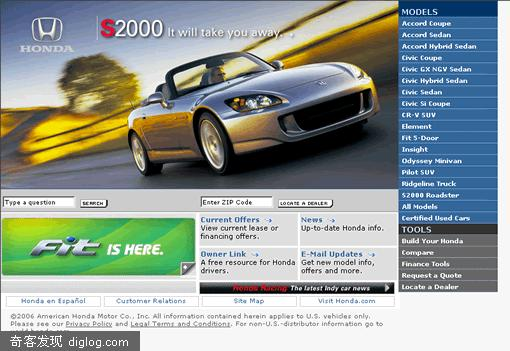 HONDA
S2000 It will take you away.
MODELS
Accord Coupe
Accord Sedan
Accord Hybrid Sedan
Civic Coupe
Civic GX NGV Sedan
Civic Hybrid Sedan
Civic Sedan
Civic Si Coupe
CR-V SUV
Element
Fit 5-Door
Insight
Odyssey Minivan
Pilot SUV
Ridgeline Truck
S2000 Roadster
All Models
Certified Used Cars
TOOLS
Build Your Honda
Compare
Finance Tools
Request a Quote
Locate a Dealer
Type a question
SEARCH
Enter ZIP Code
LOCATE A DEALER
Fit IS HERE.
Current Offers
View current lease or
financing offers.
News
Up-to-date Honda info.
Owner Link
A free resource for Honda
drivers.
E-Mail Updates
Get new model info,
offers and more.
Honda Racing The latest Indy car news
Honda en Español
Customer Relations
Site Map
Visit Honda.com
©2006 American Honda Motor Co., Inc. All information contained herein applies to U.S. vehicles only.
Please see our Privacy Policy and Legal Terms and Conditions. For non-U.S.-distributor information go to
奇客发现 diglog.com